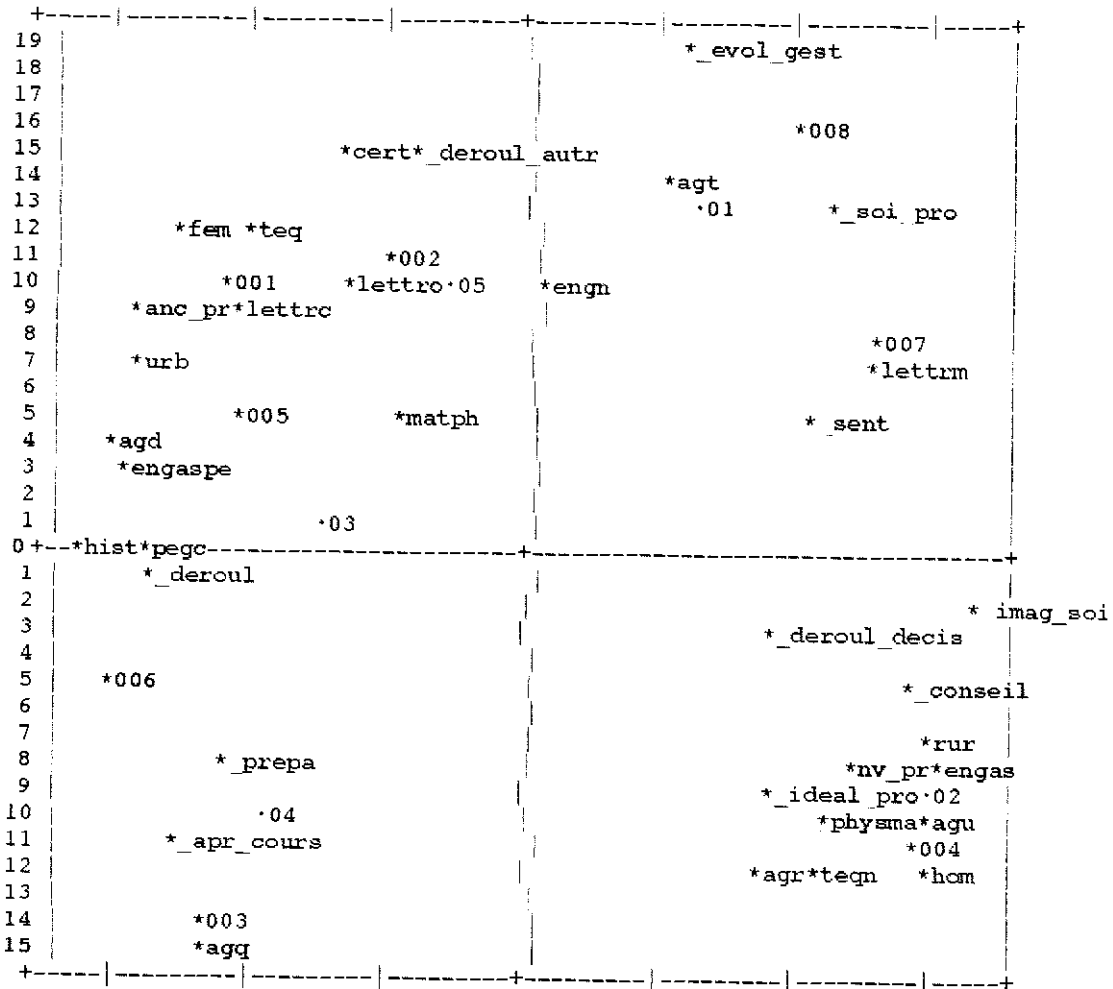 +-----|---------|---------|---------+---------|---------|---------|-----+
19 *_evol_gest
18
17
16 *008
15 *cert*_deroul_autr
14 *agt
13 ·01 *_soi_pro
12 *fem *teq
11 *002
10 *001 *lettro·05 *engn
9 *anc_pr*lettrc
8 *007
7 *urb *lettrm
6
5 *005 *matph *_sent
4 *agd
3 *engaspe
2
1 ·03
0 +--*hist*pegc-----------------------+-----------------------------------+
1 *_deroul
2 * imag_soi
3 *_deroul_decis
4
5 *006 *_conseil
6
7 *rur
8 *_prepa *nv_pr*engas
9 *_ideal_pro·02
10 ·04 *physma*agu
11 *_apr_cours *004
12 *agr*teqn *hom
13
14 *003
15 *agq
+-----|---------|---------|---------+---------|---------|---------|-----+